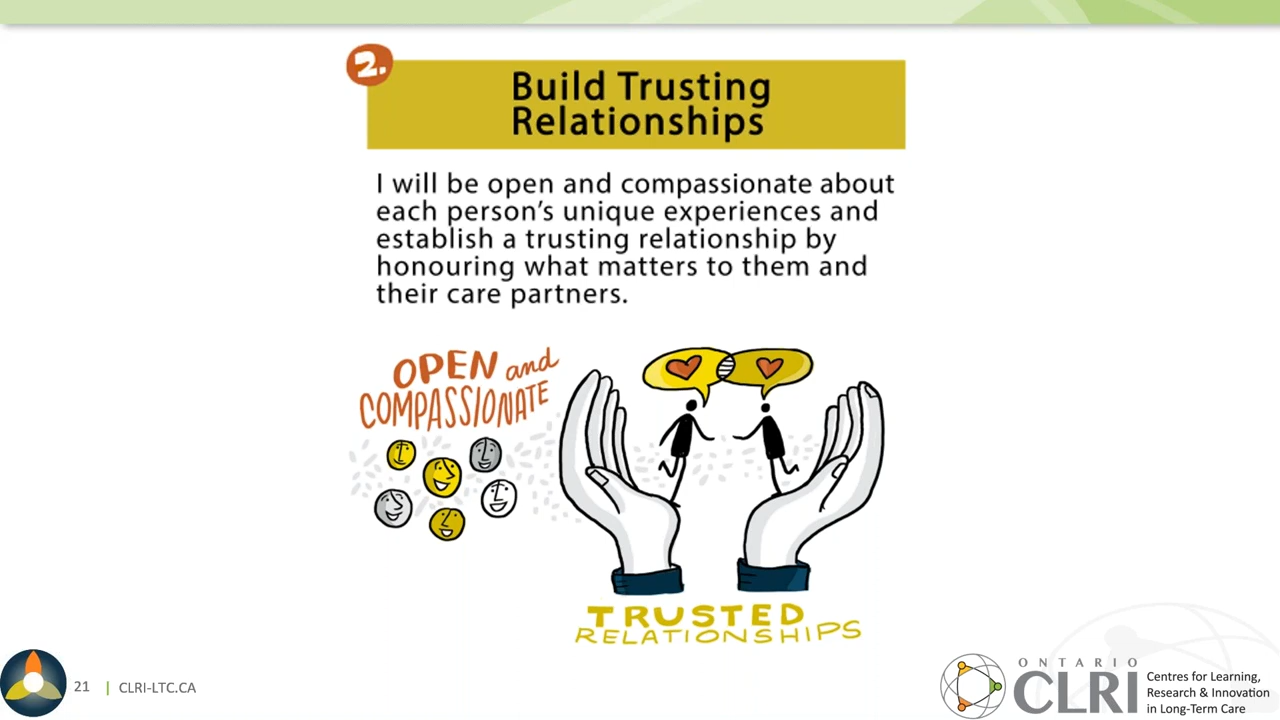 2.
Build Trusting
Relationships
I will be open and compassionate about
each person’s unique experiences and
establish a trusting relationship by
honouring what matters to them and
their care partners.
OPEN and
COMPASSIONATE
TRUSTED
RELATIONSHIPS
21 | CLRI-LTC.CA
ONTARIO
CLRI
Centres for Learning,
Research & Innovation
in Long-Term Care